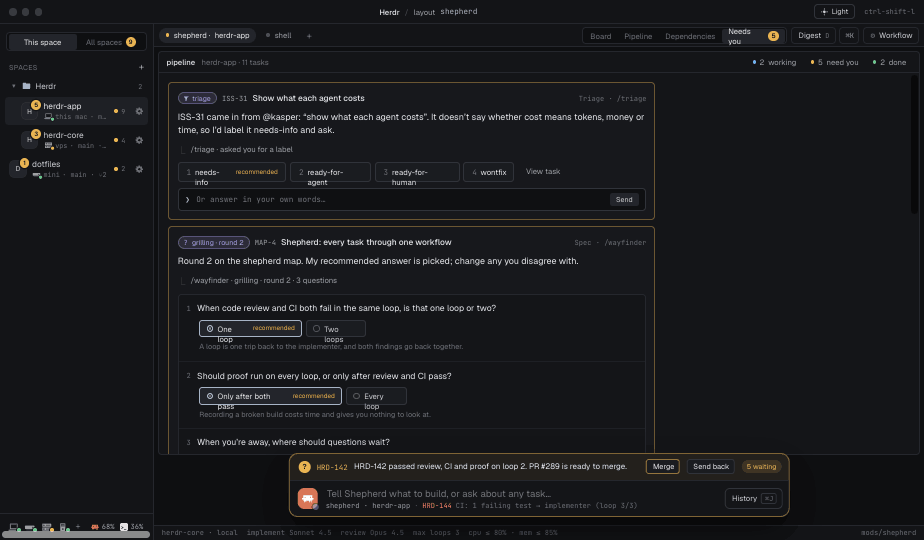 Herdr / layout shepherd
Light ctrl-shift-l
This space All spaces 9
shepherd · herdr-app shell +
Board Pipeline Dependencies Needs you 5 Digest D ⌘K Workflow
SPACES +
pipeline herdr-app · 11 tasks
2 working 5 need you 2 done
Herdr 2
H 5 herdr-app 9
this mac · m…
H 3 herdr-core 4
vps · main ·…
D 1 dotfiles 2
mini · main · ⌁2
triage ISS-31 Show what each agent costs Triage · /triage
ISS-31 came in from @kasper: “show what each agent costs”. It doesn’t say whether cost means tokens, money or
time, so I’d label it needs-info and ask.
/triage · asked you for a label
1 needs-info recommended
2 ready-for-agent
3 ready-for-human
4 wontfix
View task
❯ Or answer in your own words… Send
? grilling · round 2 MAP-4 Shepherd: every task through one workflow Spec · /wayfinder
Round 2 on the shepherd map. My recommended answer is picked; change any you disagree with.
/wayfinder · grilling · round 2 · 3 questions
1 When code review and CI both fail in the same loop, is that one loop or two?
One loop recommended
Two loops
A loop is one trip back to the implementer, and both findings go back together.
2 Should proof run on every loop, or only after review and CI pass?
Only after both pass recommended
Every loop
Recording a broken build costs time and gives you nothing to look at.
3 When you’re away, where should questions wait?
? HRD-142 HRD-142 passed review, CI and proof on loop 2. PR #289 is ready to merge. Merge Send back 5 waiting
Tell Shepherd what to build, or ask about any task…
shepherd · herdr-app · HRD-144 CI: 1 failing test → implementer (loop 3/3)
History ⌘J
+ 68% 36%
herdr-core · local implement Sonnet 4.5 review Opus 4.5 max loops 3 cpu ≤ 80% · mem ≤ 85% mods/shepherd